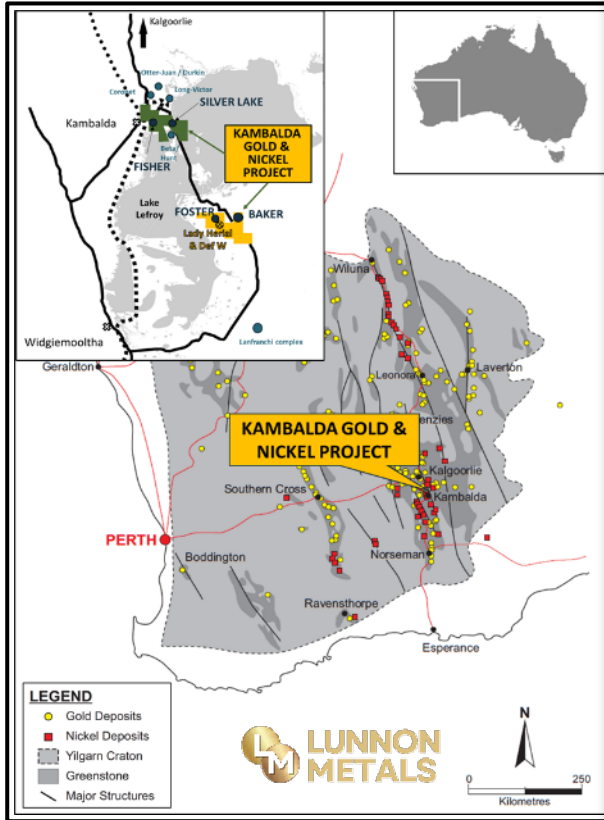 Kalgoorlie
Otter-Juan / Durkin
Coronet
Long-Victor
SILVER LAKE
Kambalda
Beta/
Hunt
FISHER
KAMBALDA
GOLD &
NICKEL
PROJECT
Lake
Lefroy
FOSTER
BAKER
Lady Herial
& Def W
Widgiemooltha
Lanfranchi complex
Geraldton
Wiluna
Leonora
Laverton
enzies
KAMBALDA GOLD &
NICKEL PROJECT
Kalgoorlie
Kambalda
Southern Cross
PERTH
Boddington
Norseman
Ravensthorpe
Esperance
LEGEND
Gold Deposits
Nickel Deposits
Yilgarn Craton
Greenstone
Major Structures
LM
LUNNON
METALS
N
0 250
Kilometres